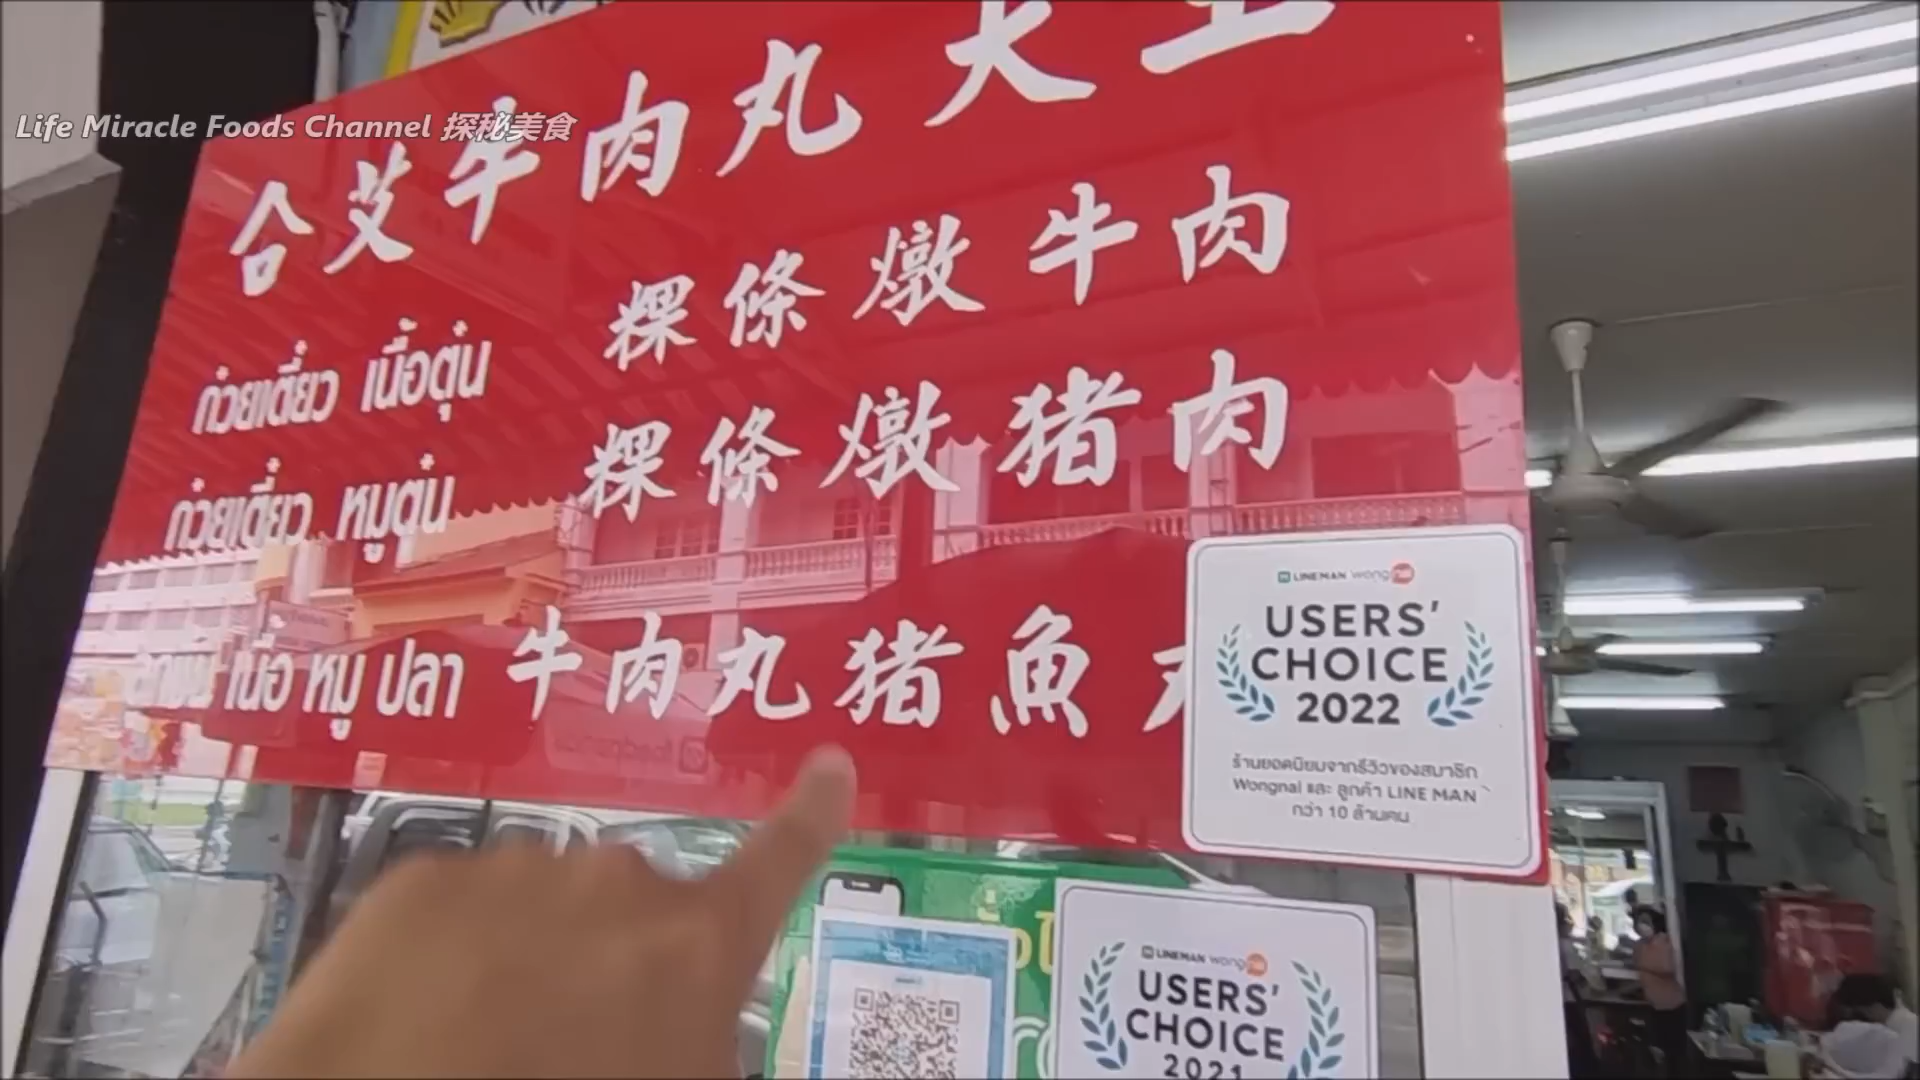 Life Miracle Foods Channel 探秘美食
合艾牛肉丸大王
ก๋วยเตี๋ยว เนื้อตุ๋น 粿條燉牛肉
ก๋วยเตี๋ยว หมูตุ๋น 粿條燉猪肉
ลูกชิ้น เนื้อ หมู ปลา 牛肉丸猪魚
LINE MAN wongnai
USERS'
CHOICE
2022
ร้านยอดนิยมจากรีวิวของสมาชิก
Wongnai และ ลูกค้า LINE MAN
กว่า 10 ล้านคน
LINE MAN wongnai
USERS'
CHOICE
2021